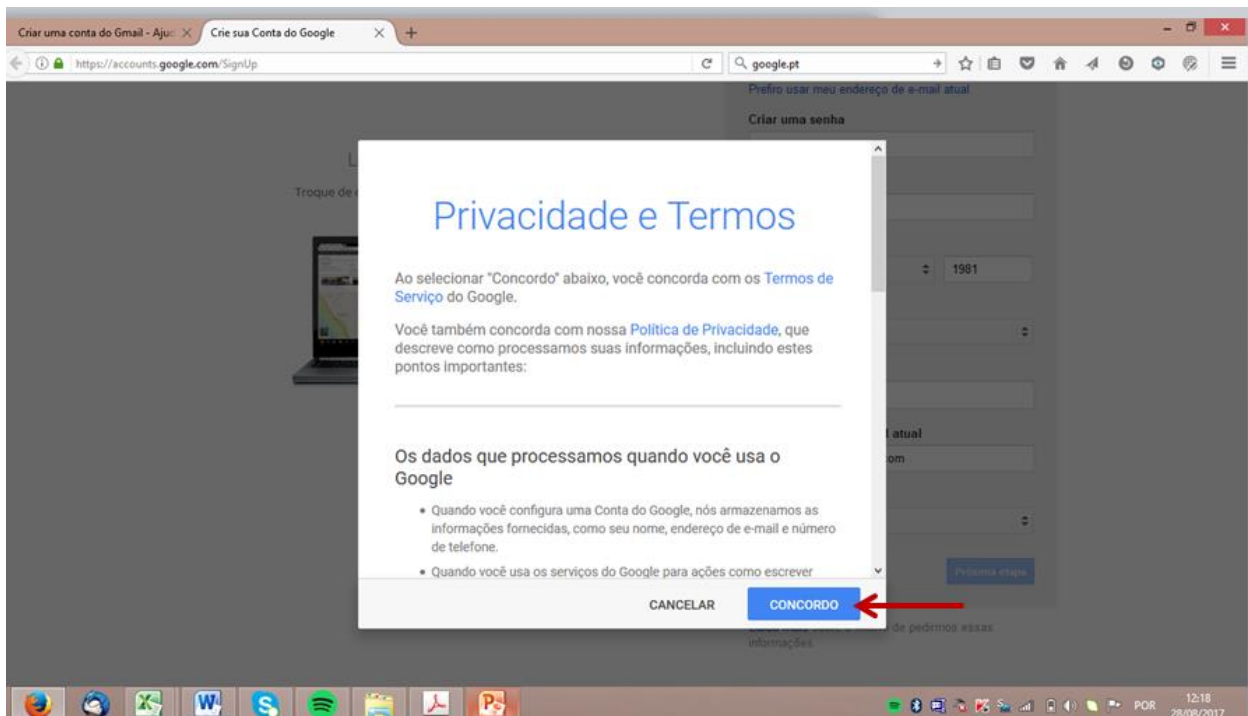 Criar uma conta do Gmail - Ajud
Crie sua Conta do Google
https://accounts.google.com/SignUp
google.pt
Prefiro usar meu endereço de e-mail atual
Criar uma senha
Troque de
1981
Privacidade e Termos
Ao selecionar "Concordo" abaixo, você concorda com os Termos de
Serviço do Google.
Você também concorda com nossa Política de Privacidade, que
descreve como processamos suas informações, incluindo estes
pontos importantes:
Os dados que processamos quando você usa o
Google
• Quando você configura uma Conta do Google, nós armazenamos as
informações fornecidas, como seu nome, endereço de e-mail e número
de telefone.
• Quando você usa os serviços do Google para ações como escrever
atual
om
Próxima etapa
CANCELAR
CONCORDO
de pedirmos essas
informações.
POR
12:18
28/08/2017